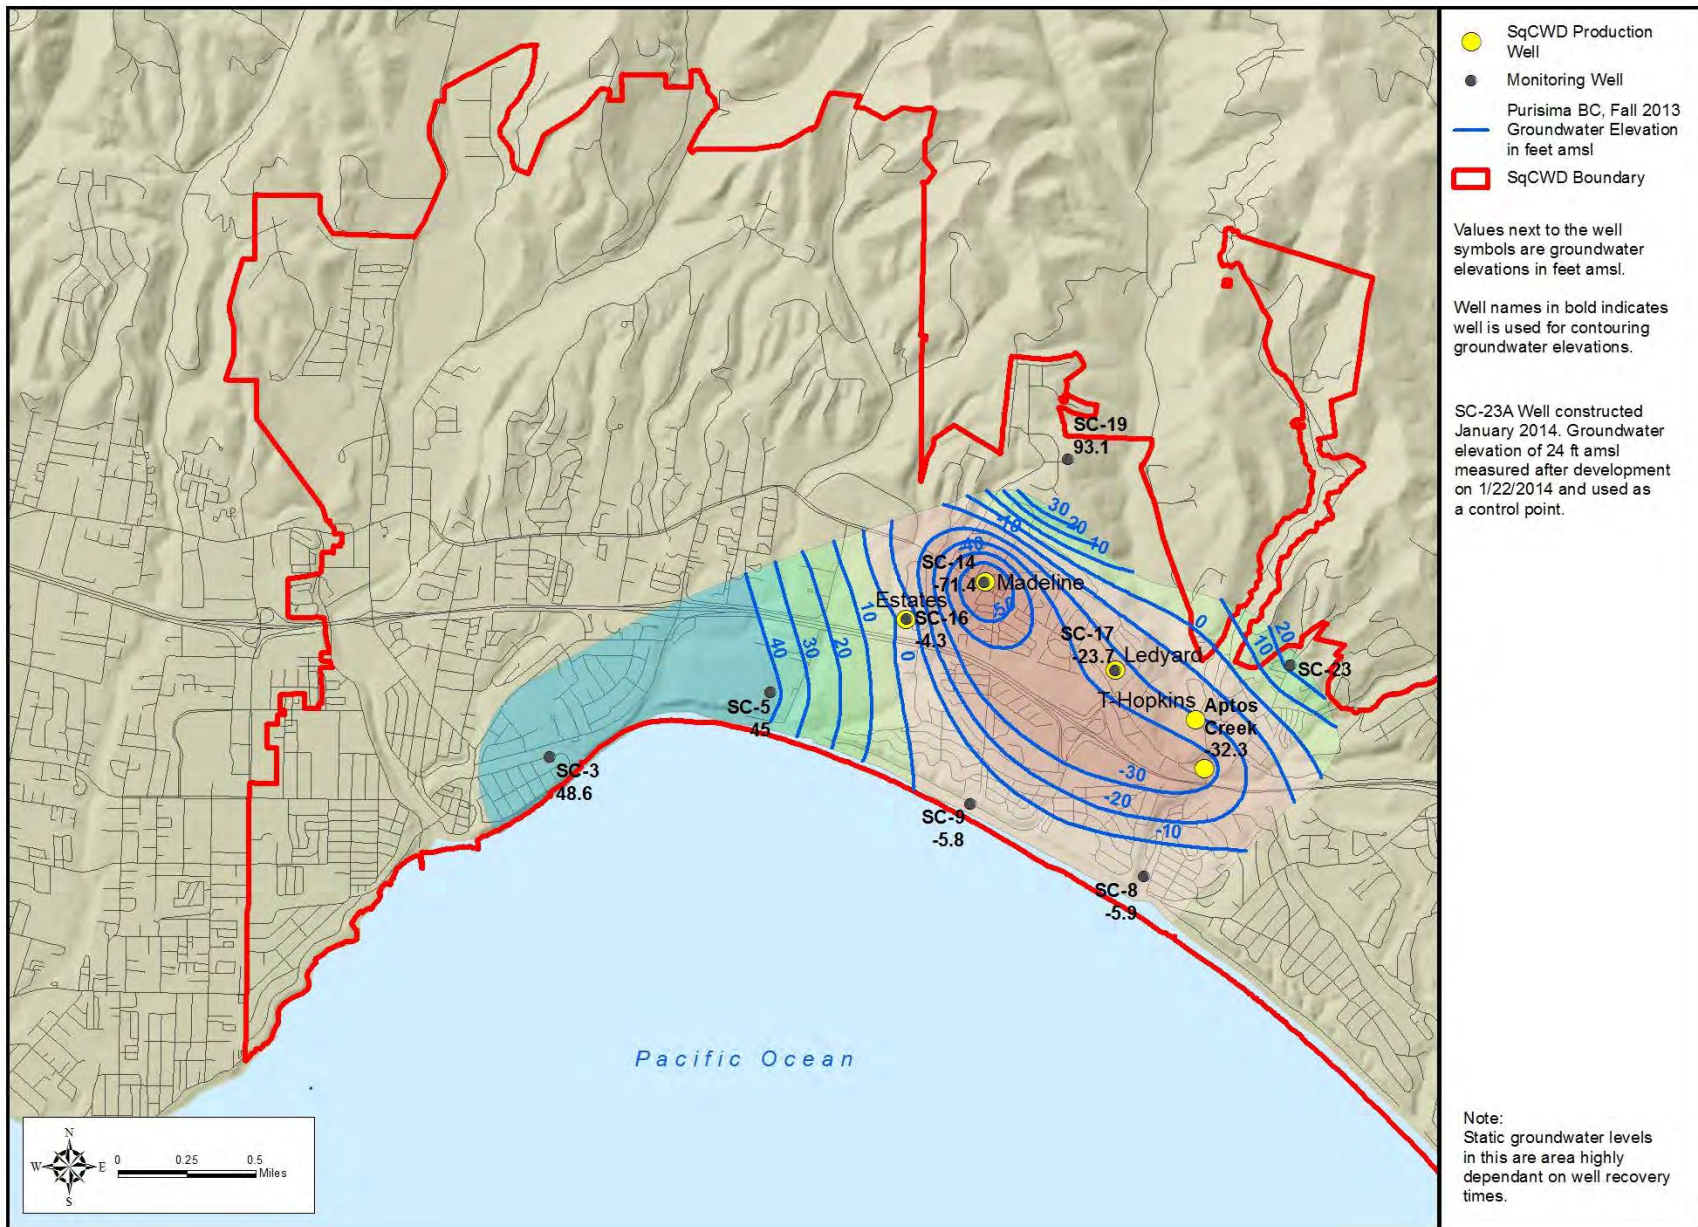 SqCWD Production
Well
Monitoring Well
Purisima BC, Fall 2013
Groundwater Elevation
in feet amsl
SqCWD Boundary
Values next to the well
symbols are groundwater
elevations in feet amsl.
Well names in bold indicates
well is used for contouring
groundwater elevations.
SC-23A Well constructed
January 2014. Groundwater
elevation of 24 ft amsl
measured after development
on 1/22/2014 and used as
a control point.
Note:
Static groundwater levels
in this are area highly
dependant on well recovery
times.
SC-19
93.1
30
20
10
-10
-40
SC-14
-71.4
Madeline
-50
Estates
SC-16
-4.3
10
0
20
30
40
SC-17
-23.7
Ledyard
0
20
10
SC-23
T-Hopkins
Aptos
Creek
-32.3
SC-5
45
SC-3
48.6
-30
-20
-10
SC-9
-5.8
SC-8
-5.9
Pacific Ocean
N
W
E
S
0
0.25
0.5
Miles